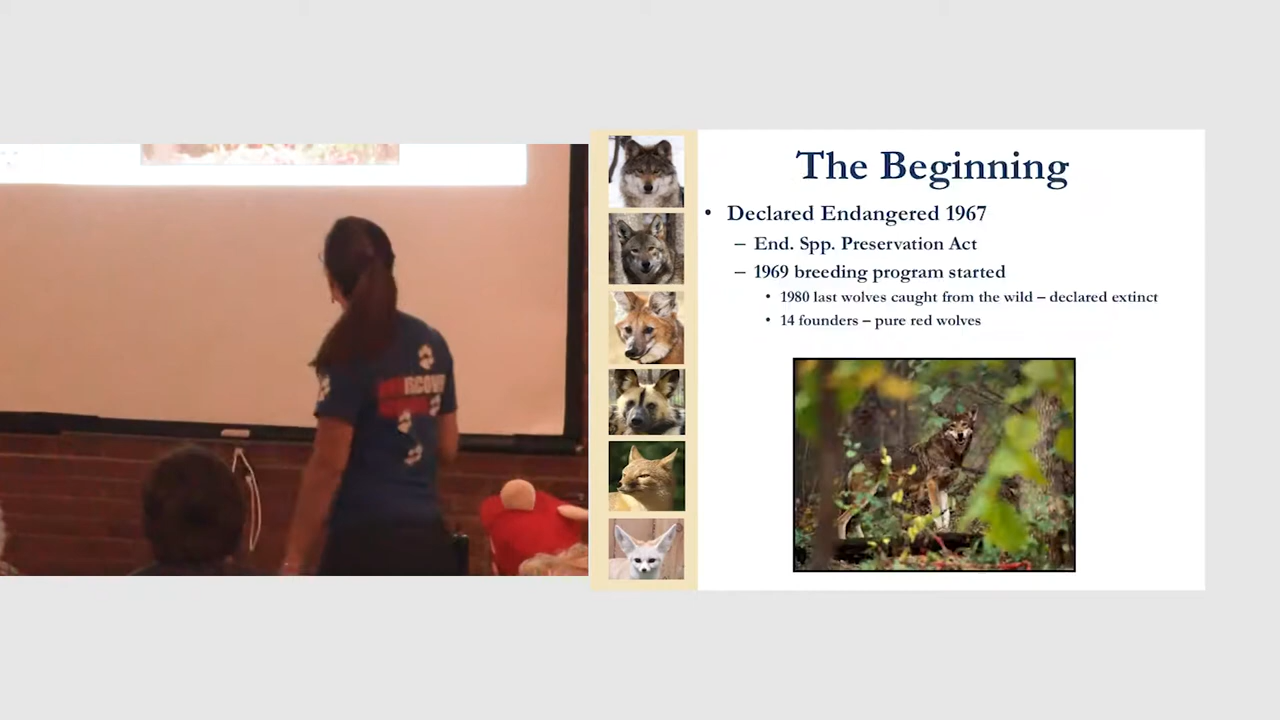 The Beginning
• Declared Endangered 1967
– End. Spp. Preservation Act
– 1969 breeding program started
• 1980 last wolves caught from the wild – declared extinct
• 14 founders – pure red wolves